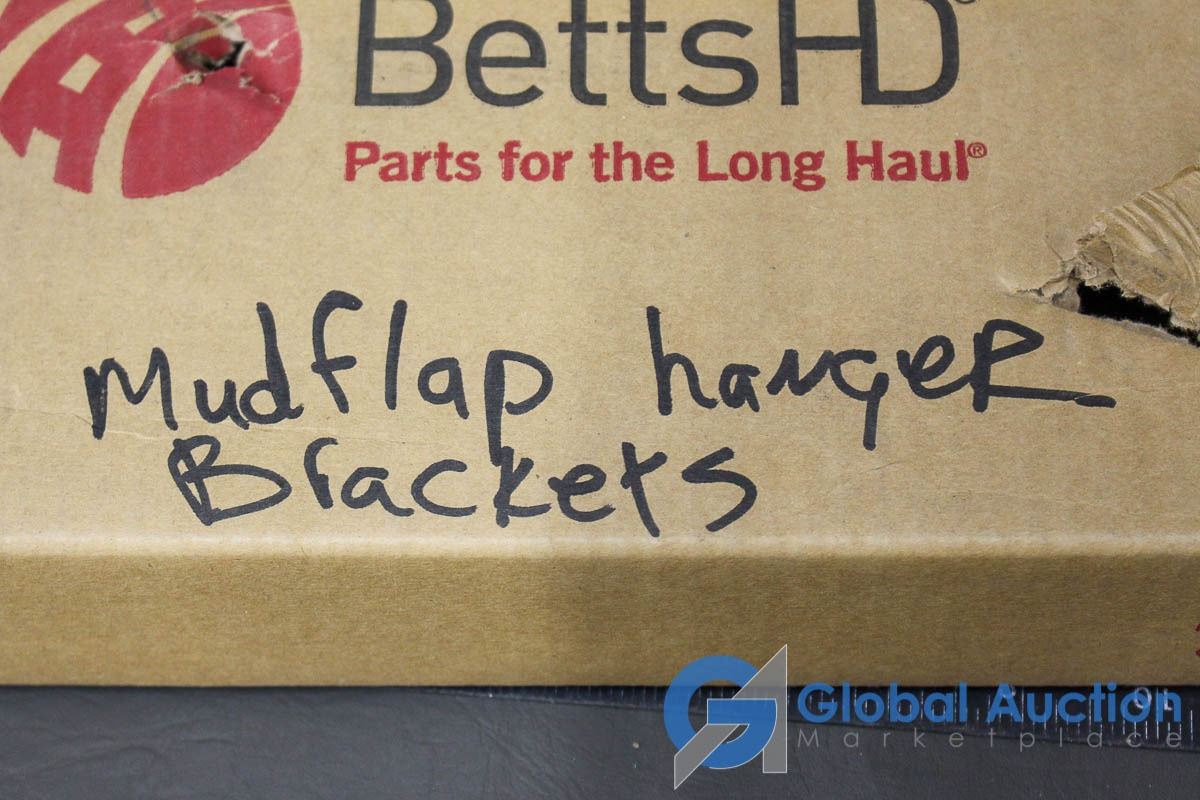 BettsHD
Parts for the Long Haul®
Mudflap hangeR
Brackets
Global Auction
Marketplace